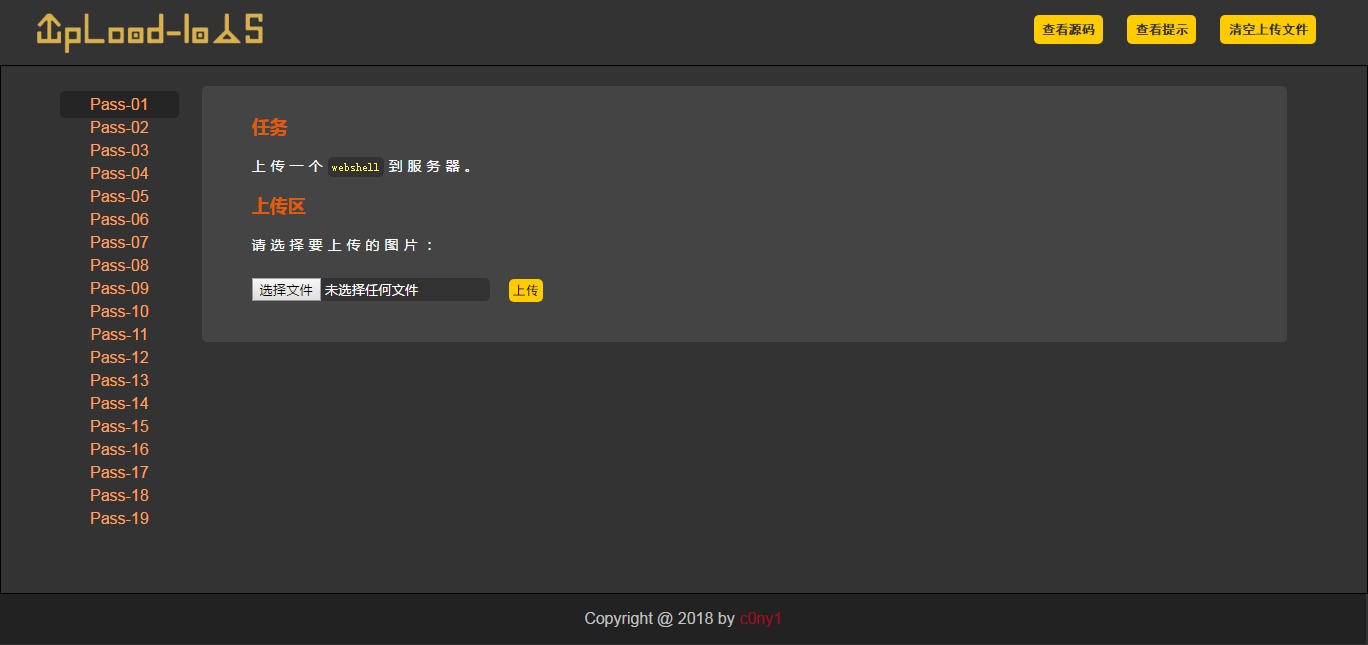 UpLoad-labs
查看源码 查看提示 清空上传文件
Pass-01
Pass-02
Pass-03
Pass-04
Pass-05
Pass-06
Pass-07
Pass-08
Pass-09
Pass-10
Pass-11
Pass-12
Pass-13
Pass-14
Pass-15
Pass-16
Pass-17
Pass-18
Pass-19
任务
上传一个 webshell 到服务器。
上传区
请选择要上传的图片：
选择文件 未选择任何文件 上传
Copyright @ 2018 by c0ny1